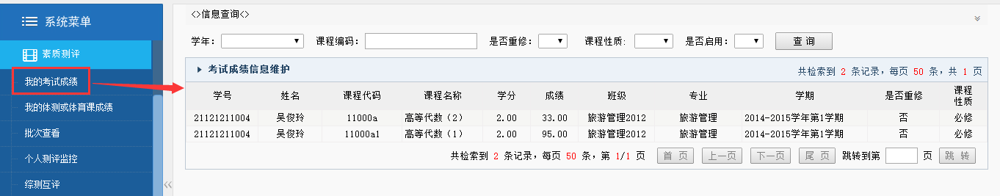 系统菜单
素质测评
我的考试成绩
我的体测或体育课成绩
批次查看
个人测评监控
综测互评
<>信息查询<>
学年： 课程编码： 是否重修： 课程性质： 是否启用： 查 询
考试成绩信息维护 共检索到 2 条记录，每页 50 条，共 1 页
学号 姓名 课程代码 课程名称 学分 成绩 班级 专业 学期 是否重修 课程性质
21121211004 吴俊玲 11000a 高等代数（2） 2.00 33.00 旅游管理2012 旅游管理 2014-2015学年第1学期 否 必修
21121211004 吴俊玲 11000a1 高等代数（1） 2.00 95.00 旅游管理2012 旅游管理 2014-2015学年第1学期 否 必修
共检索到 2 条记录，每页 50 条，第 1/1 页 首 页 上一页 下一页 尾 页 跳转到第 页 跳 转